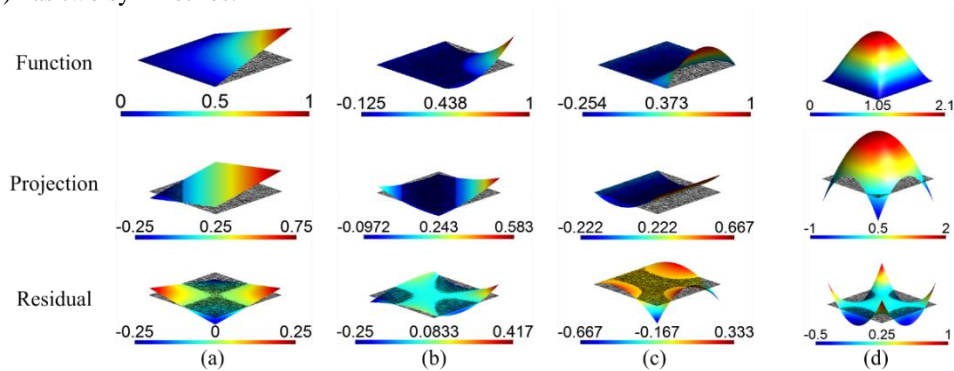 Function
0 0.5 1
-0.125 0.438 1
-0.254 0.373 1
0 1.05 2.1
Projection
-0.25 0.25 0.75
-0.0972 0.243 0.583
-0.222 0.222 0.667
-1 0.5 2
Residual
-0.25 0 0.25
-0.25 0.0833 0.417
-0.667 -0.167 0.333
-0.5 0.25 1
(a) (b) (c) (d)